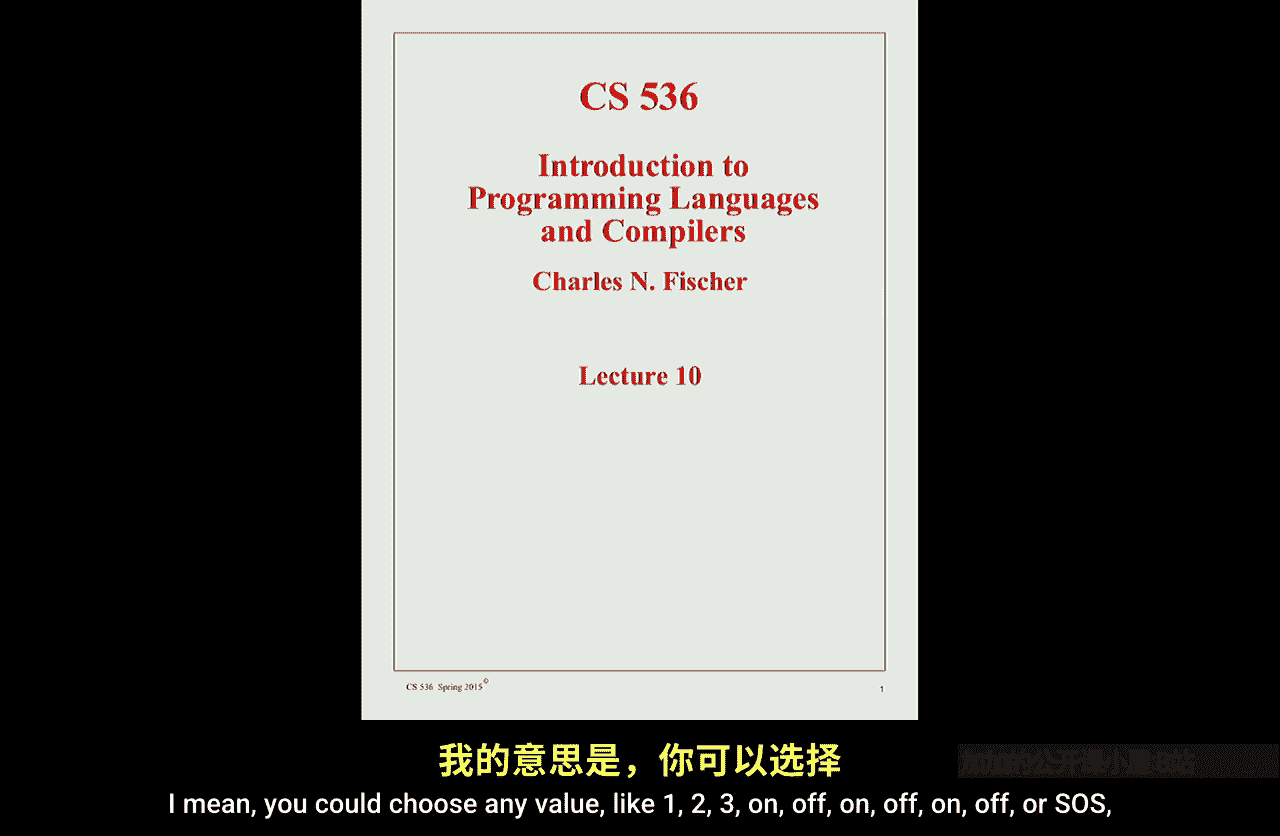 CS 536
Introduction to
Programming Languages
and Compilers
Charles N. Fischer
Lecture 10
CS 536 Spring 2015©
1
我的意思是，你可以选择
I mean, you could choose any value, like 1, 2, 3, on, off, on, off, on, off, or SOS,